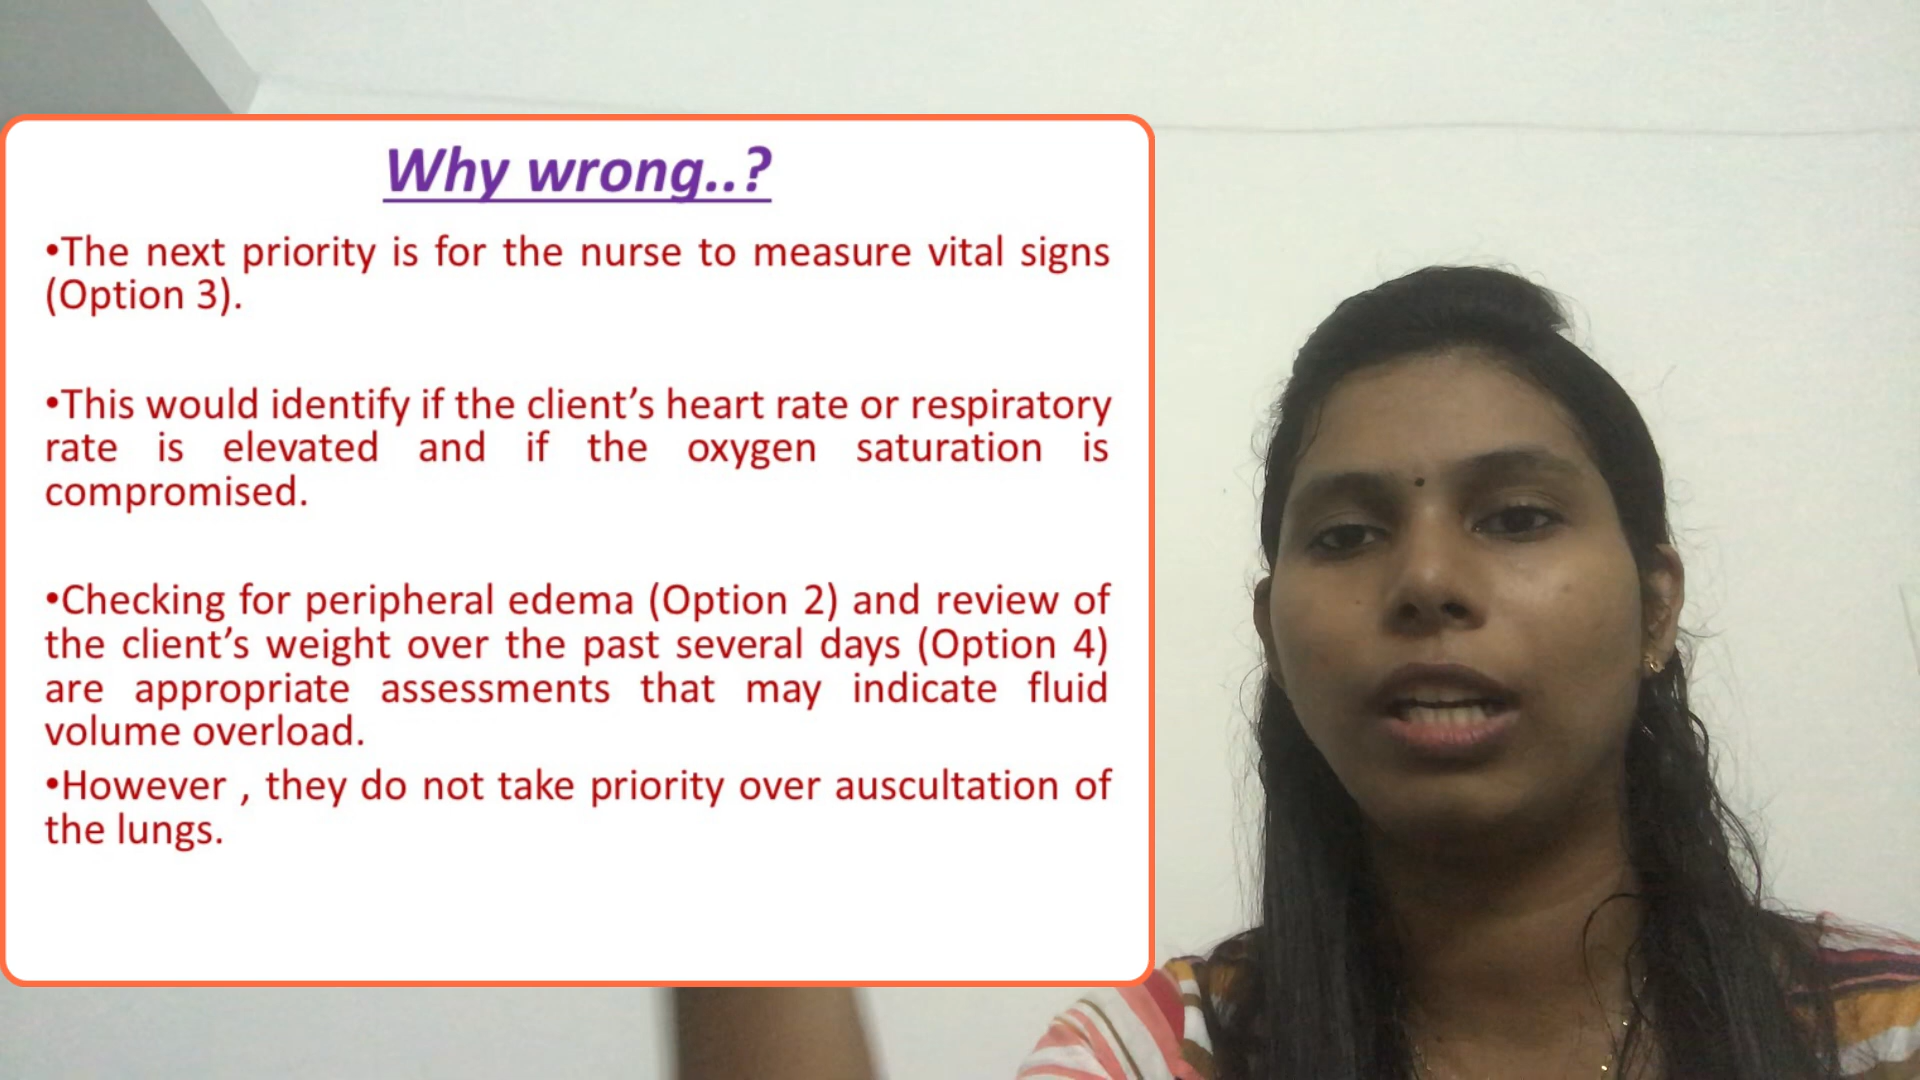 Why wrong..?
•The next priority is for the nurse to measure vital signs
(Option 3).
•This would identify if the client’s heart rate or respiratory
rate is elevated and if the oxygen saturation is
compromised.
•Checking for peripheral edema (Option 2) and review of
the client’s weight over the past several days (Option 4)
are appropriate assessments that may indicate fluid
volume overload.
•However , they do not take priority over auscultation of
the lungs.